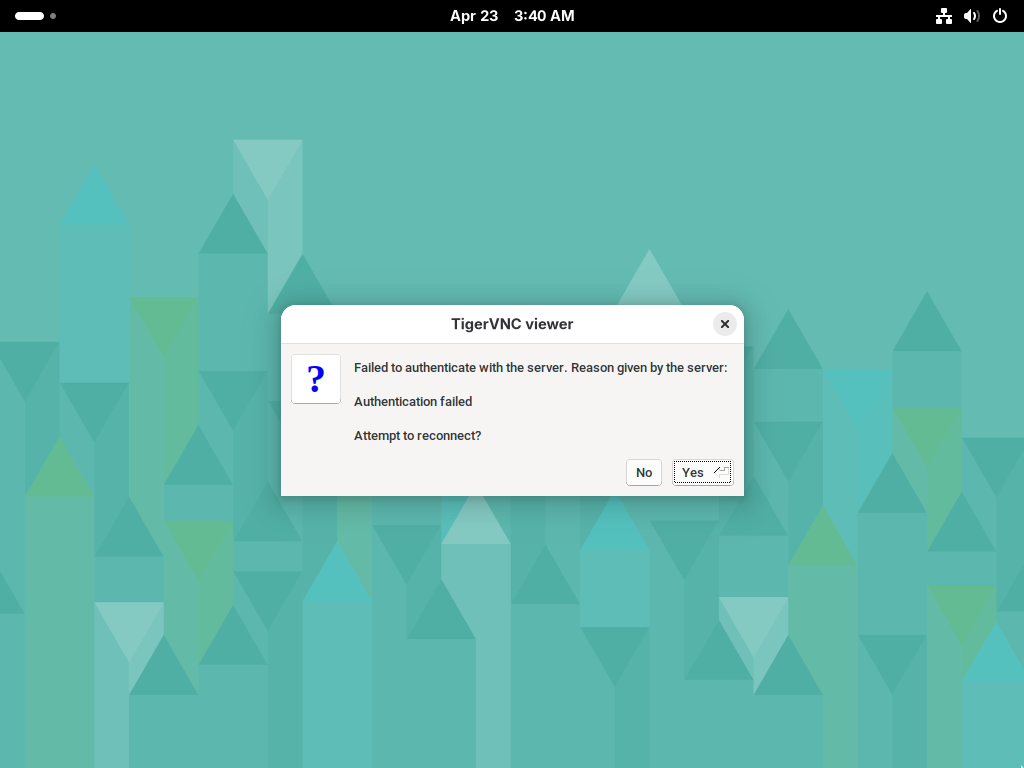 Apr 23 3:40 AM
TigerVNC viewer
?
Failed to authenticate with the server. Reason given by the server:
Authentication failed
Attempt to reconnect?
No Yes